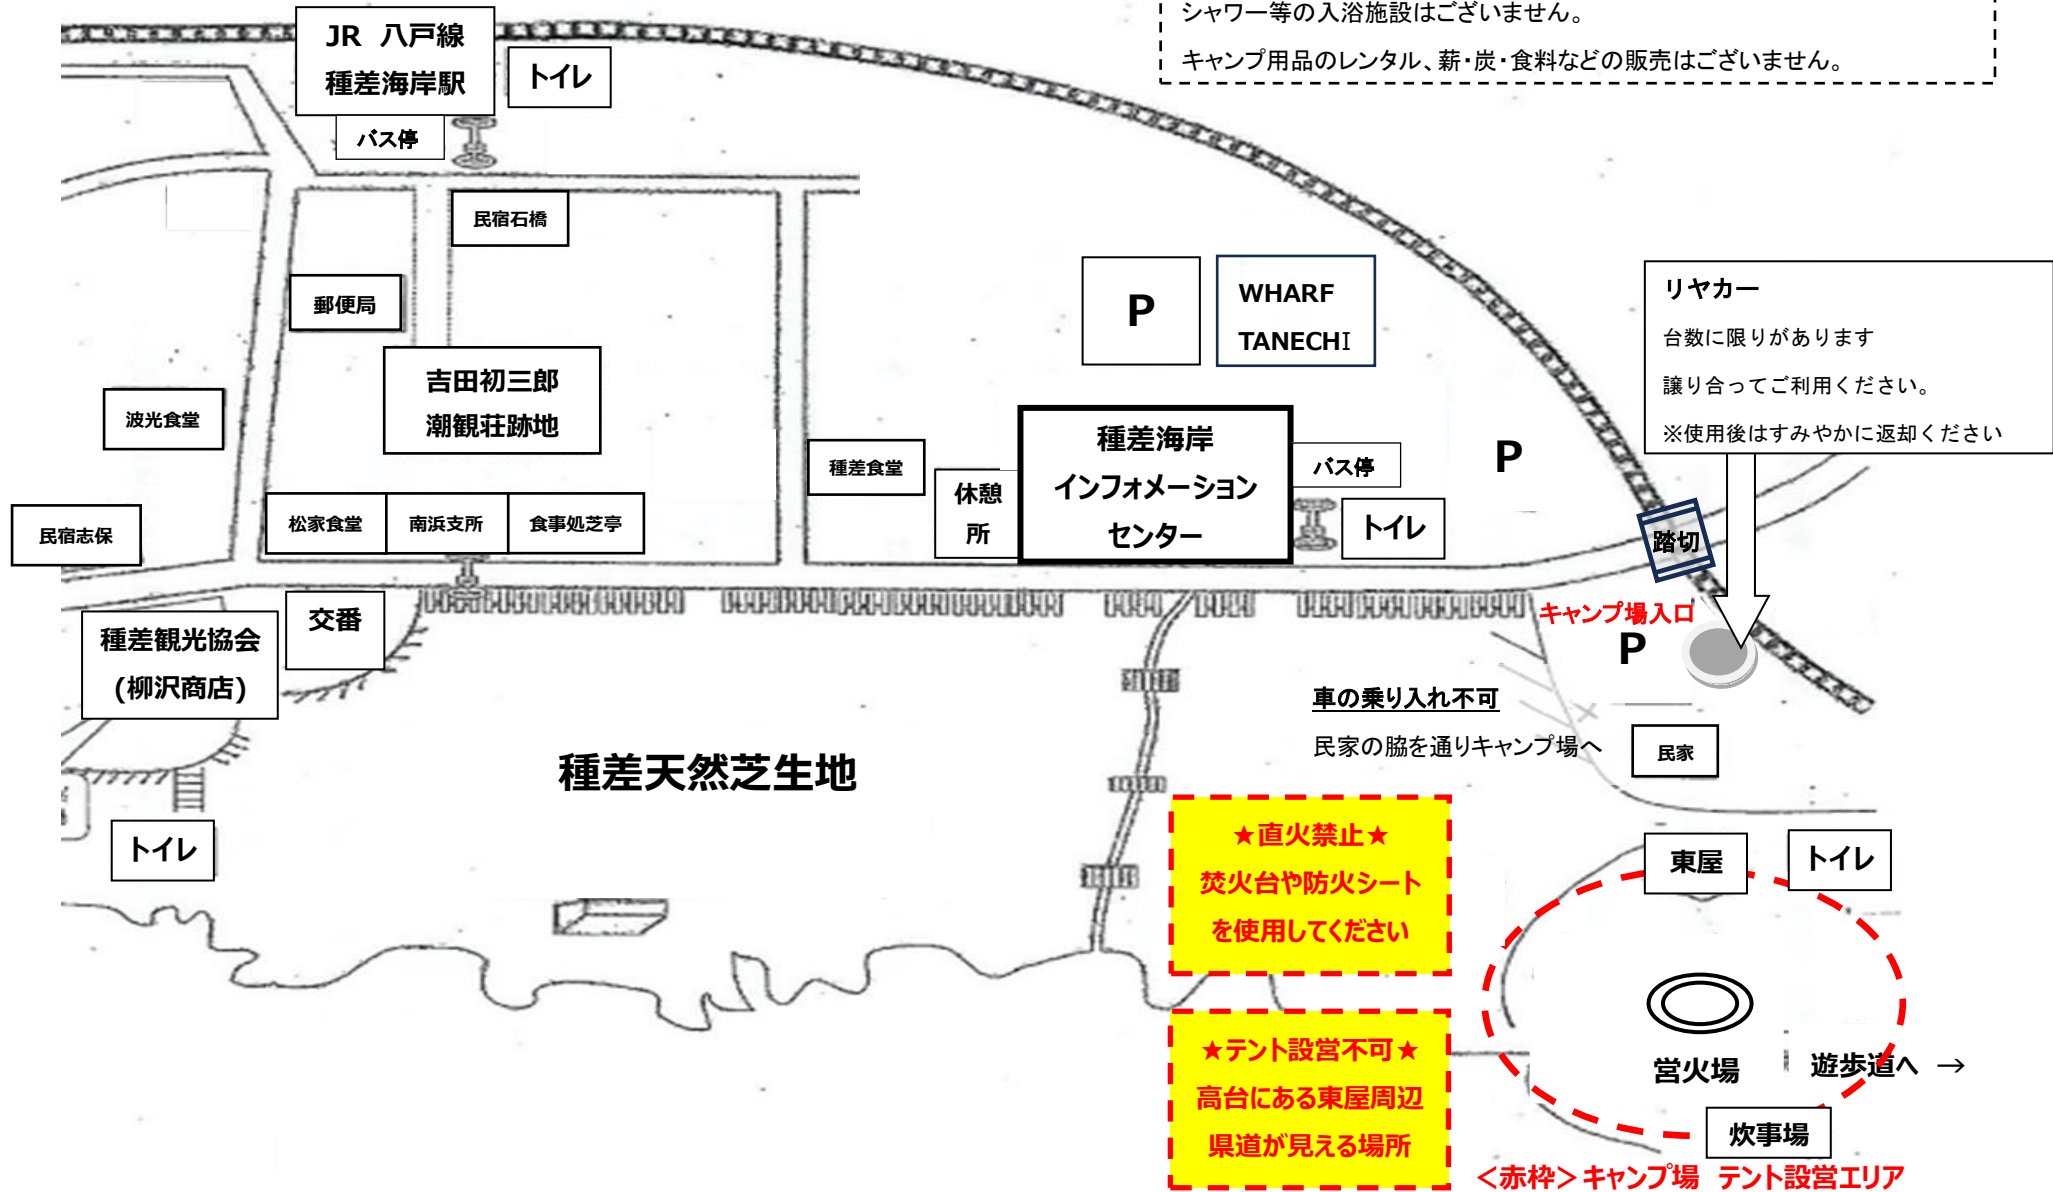 シャワー等の入浴施設はございません。
キャンプ用品のレンタル、薪・炭・食料などの販売はございません。
JR 八戸線
種差海岸駅
トイレ
バス停
民宿石橋
郵便局
吉田初三郎
潮観荘跡地
波光食堂
民宿志保
松家食堂
南浜支所
食事処芝亭
種差食堂
休憩
所
種差海岸
インフォメーション
センター
P
WHARF
TANECHI
バス停
トイレ
P
リヤカー
台数に限りがあります
譲り合ってご利用ください。
※使用後はすみやかに返却ください
踏切
キャンプ場入口
P
種差観光協会
(柳沢商店)
交番
トイレ
種差天然芝生地
車の乗り入れ不可
民家の脇を通りキャンプ場へ
民家
★直火禁止★
焚火台や防火シート
を使用してください
東屋
トイレ
★テント設営不可★
高台にある東屋周辺
県道が見える場所
営火場
遊歩道へ →
炊事場
＜赤枠＞キャンプ場 テント設営エリア